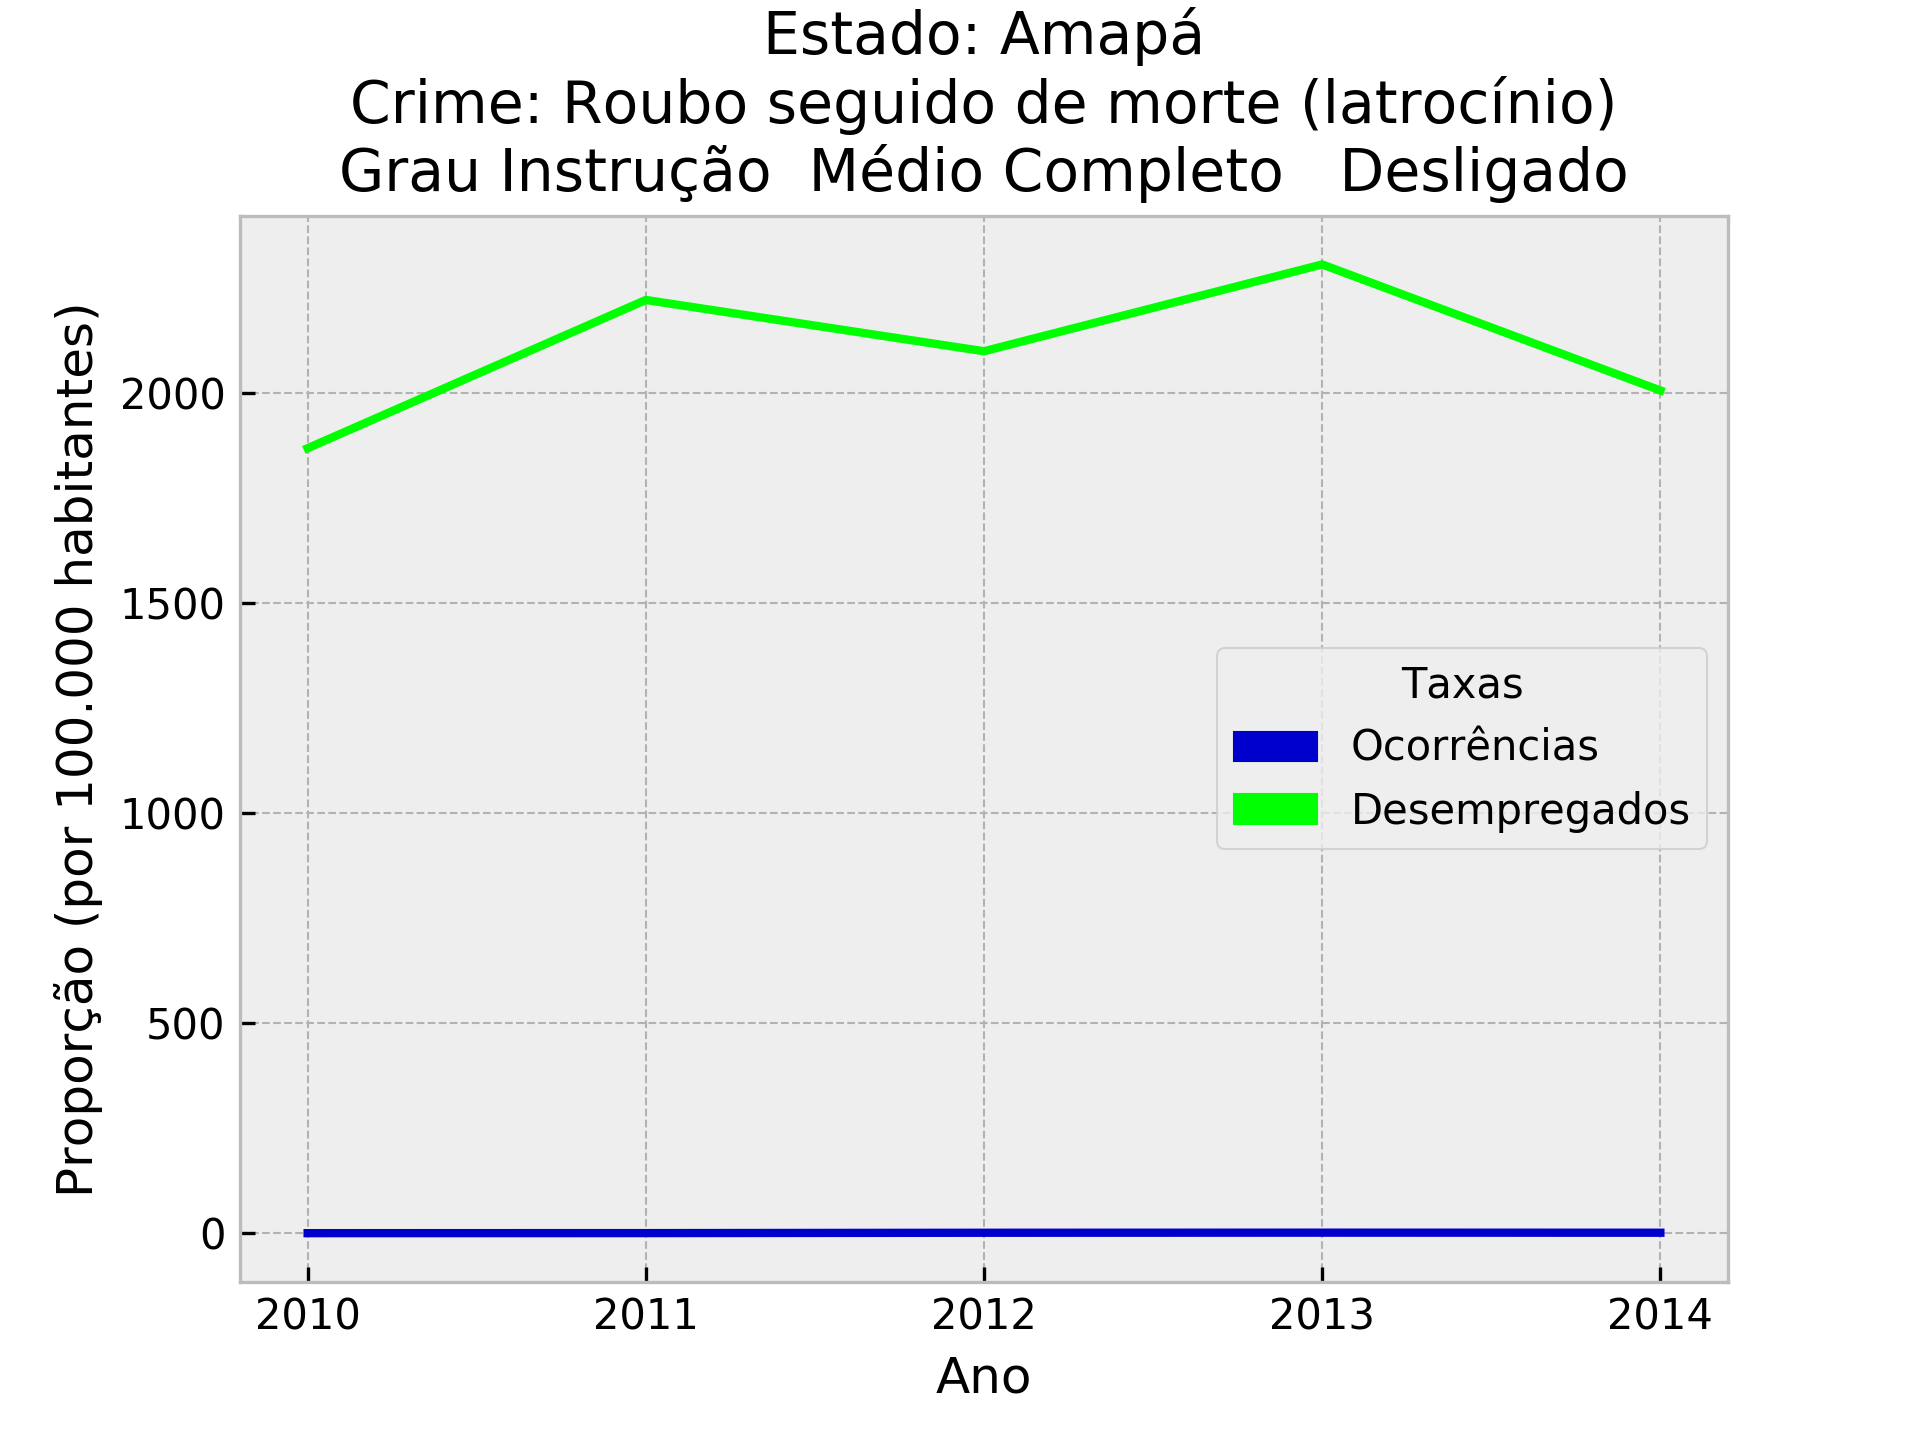 Estado: Amapá
Crime: Roubo seguido de morte (latrocínio)
Grau Instrução  Médio Completo   Desligado
Proporção (por 100.000 habitantes)
2000
1500
1000
500
0
Taxas
Ocorrências
Desempregados
2010 2011 2012 2013 2014
Ano